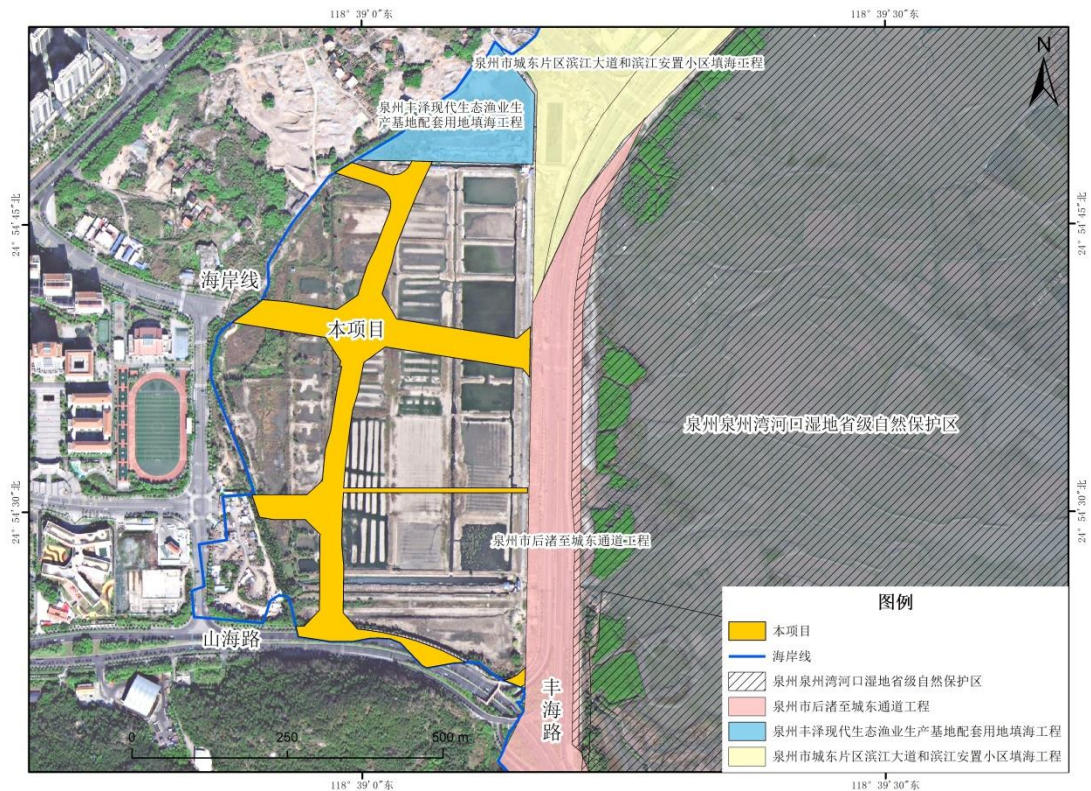 118° 39′0″东
118° 39′30″东
N
泉州市城东片区滨江大道和滨江安置小区填海工程
泉州丰泽现代生态渔业生
产基地配套用地填海工程
24° 54′45″北
24° 54′45″北
海岸线
本项目
泉州泉州湾河口湿地省级自然保护区
24° 54′30″北
24° 54′30″北
泉州市后渚至城东通道工程
山海路
丰海路
0 250 500 m
图例
本项目
海岸线
泉州泉州湾河口湿地省级自然保护区
泉州市后渚至城东通道工程
泉州丰泽现代生态渔业生产基地配套用地填海工程
泉州市城东片区滨江大道和滨江安置小区填海工程
118° 39′0″东
118° 39′30″东